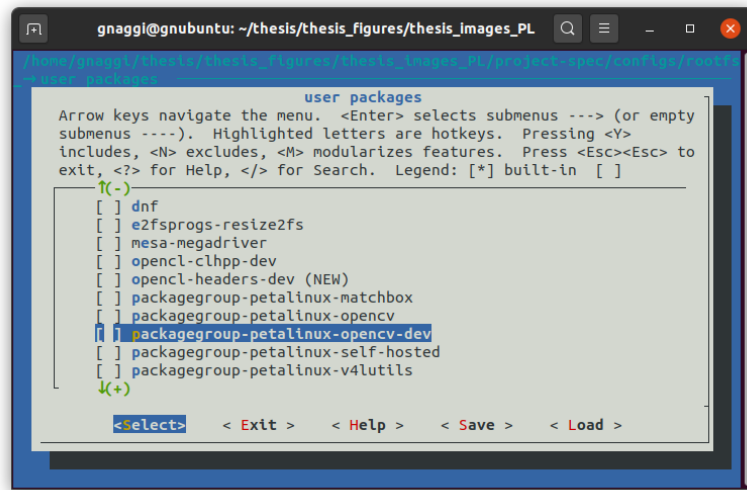 gnaggi@gnubuntu: ~/thesis/thesis_figures/thesis_images_PL
/home/gnaggi/thesis/thesis_figures/thesis_images_PL/project-spec/configs/rootfs
→ user packages
user packages
Arrow keys navigate the menu.  <Enter> selects submenus ---> (or empty
submenus ----).  Highlighted letters are hotkeys.  Pressing <Y>
includes, <N> excludes, <M> modularizes features.  Press <Esc><Esc> to
exit, <?> for Help, </> for Search.  Legend: [*] built-in  [ ]
↑(-)
[ ] dnf
[ ] e2fsprogs-resize2fs
[ ] mesa-megadriver
[ ] opencl-clhpp-dev
[ ] opencl-headers-dev (NEW)
[ ] packagegroup-petalinux-matchbox
[ ] packagegroup-petalinux-opencv
[ ] packagegroup-petalinux-opencv-dev
[ ] packagegroup-petalinux-self-hosted
[ ] packagegroup-petalinux-v4lutils
↓(+)
<Select>    < Exit >    < Help >    < Save >    < Load >